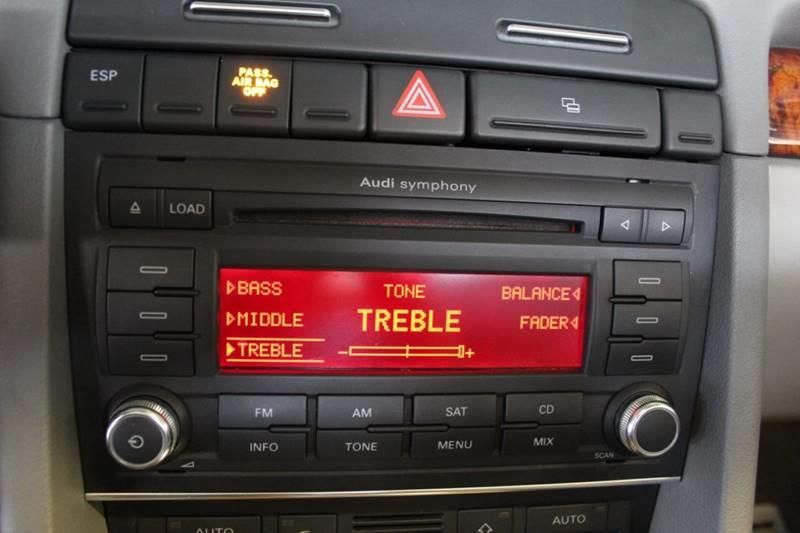 ESP
PASS.
AIR BAG
OFF
Audi symphony
LOAD
BASS TONE BALANCE
MIDDLE TREBLE FADER
TREBLE - +
FM AM SAT CD
INFO TONE MENU MIX
SCAN
AUTO AUTO